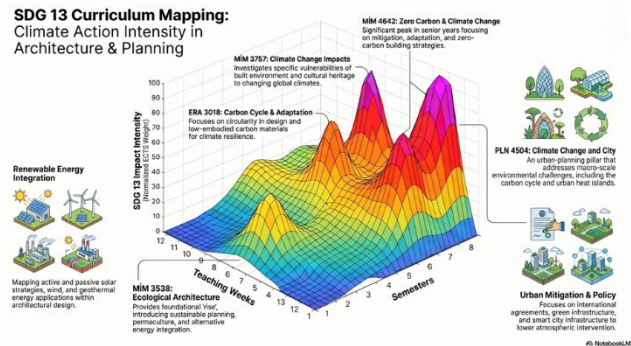 SDG 13 Curriculum Mapping:
Climate Action Intensity in
Architecture & Planning
MİM 4642: Zero Carbon & Climate Change
Significant peak in senior years focusing
on mitigation, adaptation, and zero-
carbon building strategies.
MİM 3757: Climate Change Impacts
Investigates specific vulnerabilities of
built environment and cultural heritage
to changing global climates.
ERA 3018: Carbon Cycle & Adaptation
Focuses on circularity in design and
low-embodied carbon materials
for climate resilience.
PLN 4504: Climate Change and City
An urban-planning pillar that
addresses macro-scale
environmental challenges, including the
carbon cycle and urban heat islands.
Renewable Energy
Integration
Mapping active and passive solar
strategies, wind, and geothermal
energy applications within
architectural design.
SDG 13 Impact Intensity
(Normalized ECTS Weight)
100
90
80
70
60
50
40
30
20
10
0
12 11 10 9 8 7 6 5 4 13 12 1
Teaching Weeks
1 2 3 4 5 6 7 8
Semesters
MİM 3538:
Ecological Architecture
Provides foundational 'rise',
introducing sustainable planning,
permaculture, and alternative
energy integration.
Urban Mitigation & Policy
Focuses on international
agreements, green infrastructure,
and smart city infrastructure to
lower atmospheric intervention.
NotebookLM